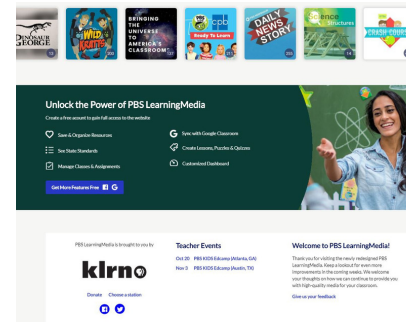 DINOSAUR
GEORGE
WILD
KRATTS
BRINGING
THE
UNIVERSE
TO
AMERICA'S
CLASSROOM
PBS
Ready To Learn
DAILY
NEWS
STORY
Science
Structures
CRASH COURSE
Unlock the Power of PBS LearningMedia
Create a free acount to gain full access to the website
Save & Organize Resources
See State Standards
Manage Classes & Assignments
Sync with Google Classroom
Create Lessons, Puzzles & Quizzes
Customized Dashboard
Get More Features Free
PBS LearningMedia is brought to you by
klrn
Donate Choose a station
Teacher Events
Oct 20 PBS KIDS Edcamp (Atlanta, GA)
Nov 3 PBS KIDS Edcamp (Austin, TX)
Welcome to PBS LearningMedia!
Thank you for visiting the newly redesigned PBS
LearningMedia. Keep a lookout for even more
improvements in the coming weeks. We welcome
your thoughts on how we can continue to provide you
with high-quality media for your classroom.
Give us your feedback